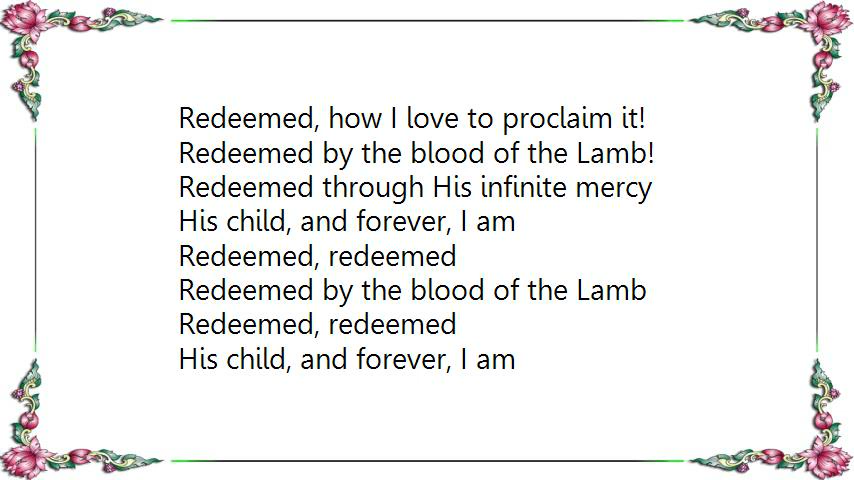 Redeemed, how I love to proclaim it!
Redeemed by the blood of the Lamb!
Redeemed through His infinite mercy
His child, and forever, I am
Redeemed, redeemed
Redeemed by the blood of the Lamb
Redeemed, redeemed
His child, and forever, I am